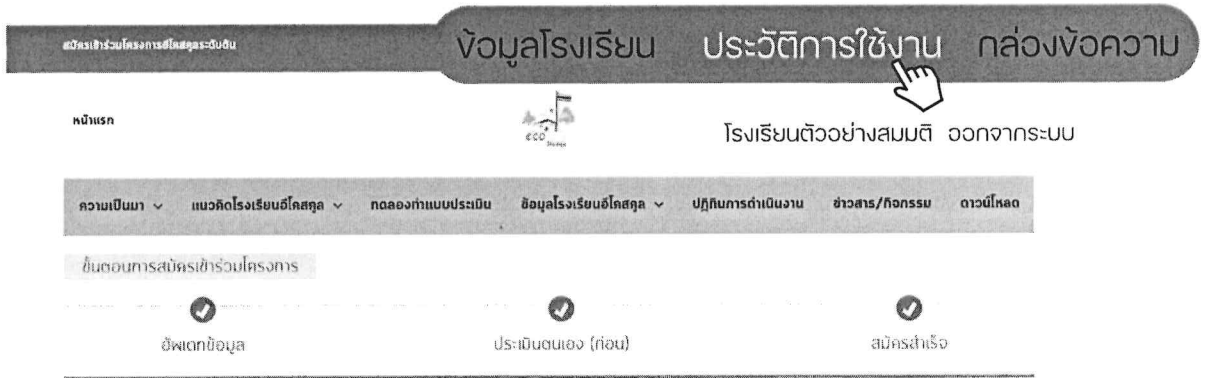 สมัครเข้าร่วมโครงการอีโคสคูลระดับต้น
ข้อมูลโรงเรียน ประวัติการใช้งาน กล่องข้อความ
หน้าแรก
eco
โรงเรียนตัวอย่างสมมติ ออกจากระบบ
ความเป็นมา แนวคิดโรงเรียนอีโคสคูล ทดลองทำแบบประเมิน ข้อมูลโรงเรียนอีโคสคูล ปฏิทินการดำเนินงาน ข่าวสาร/กิจกรรม ดาวน์โหลด
ขั้นตอนการสมัครเข้าร่วมโครงการ
อัพเดทข้อมูล ประเมินตนเอง (ก่อน) สมัครสำเร็จ